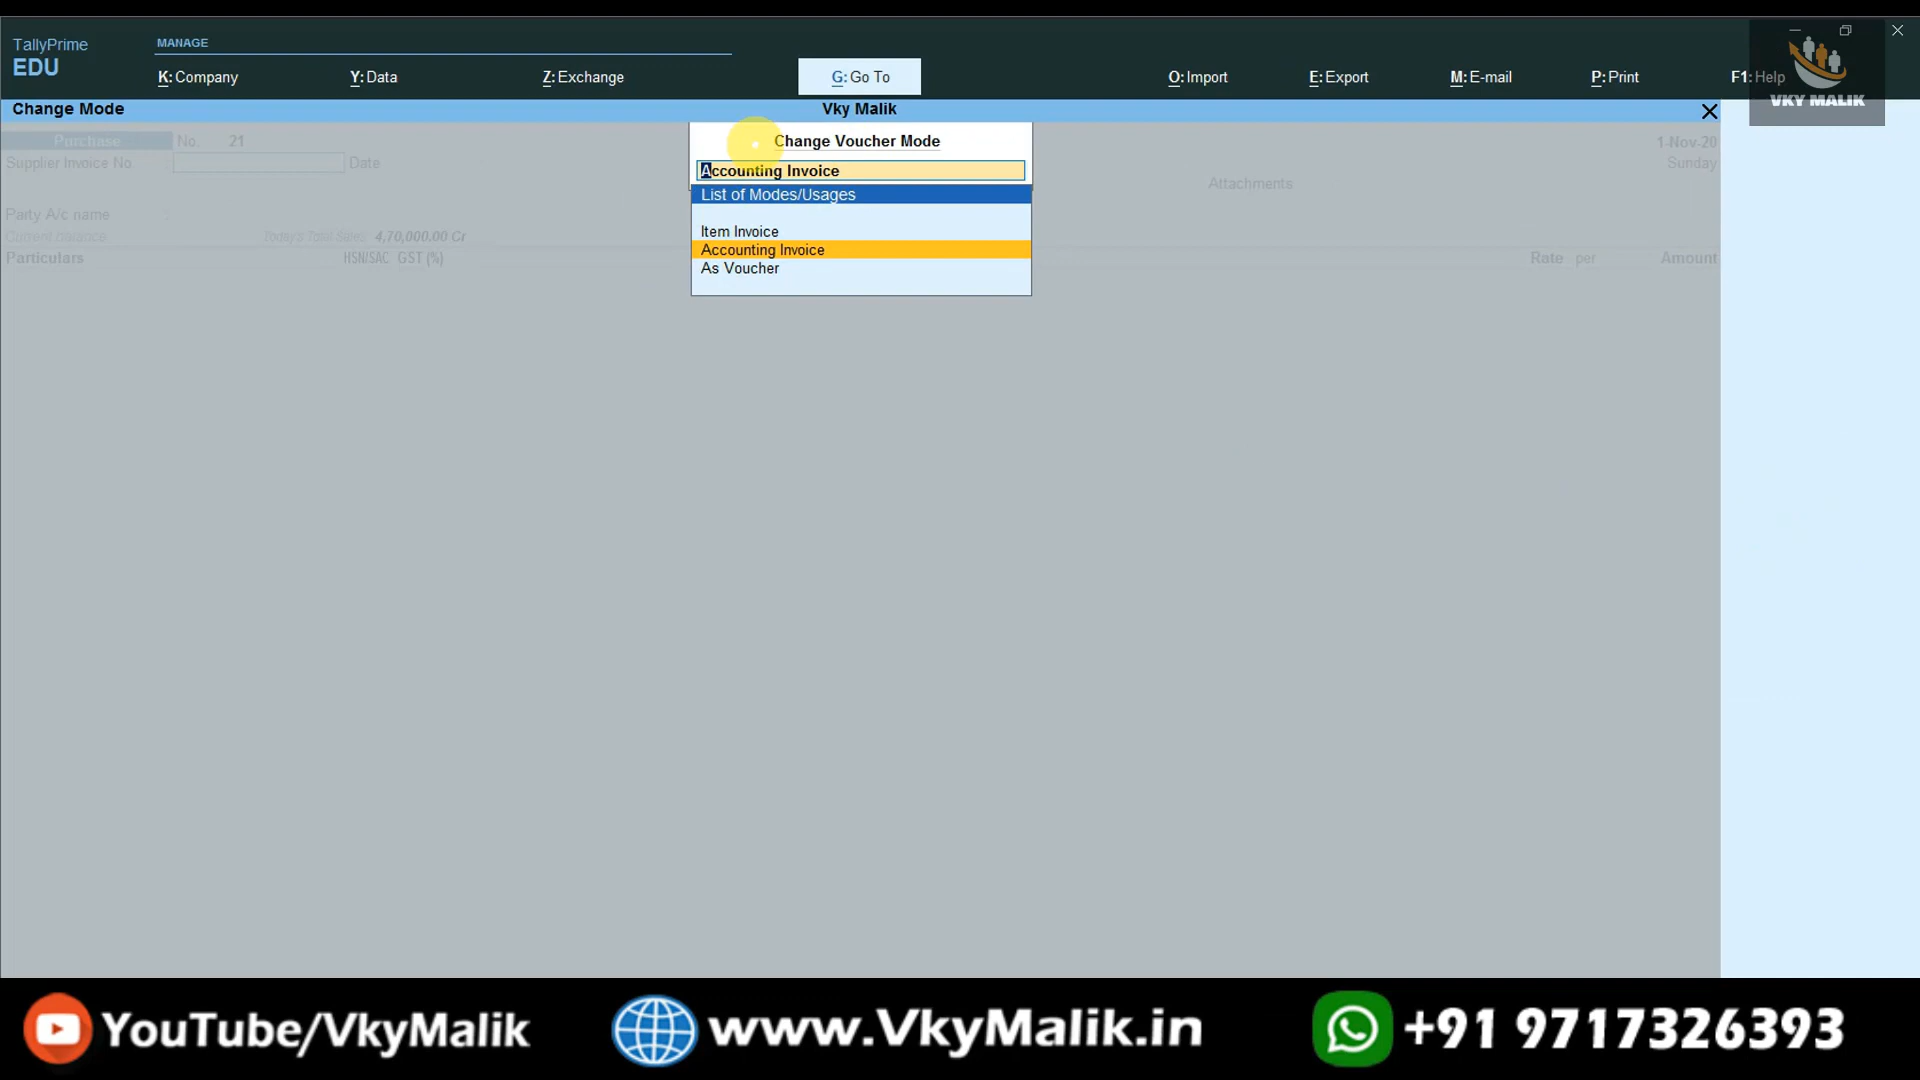 TallyPrime
EDU
MANAGE
K: Company
Y: Data
Z: Exchange
G: Go To
O: Import
E: Export
M: E-mail
P: Print
F1: Help
VKY MALIK
Change Mode
Vky Malik
Purchase No. 21
1-Nov-20
Supplier Invoice No. : Date
Sunday
Attachments
Party A/c name :
Current balance
Today's Total Sales: 4,70,000.00 Cr
Particulars
HSN/SAC GST (%)
Rate per
Amount
Change Voucher Mode
Accounting Invoice
List of Modes/Usages
Item Invoice
Accounting Invoice
As Voucher
YouTube/VkyMalik
www.VkyMalik.in
+91 9717326393